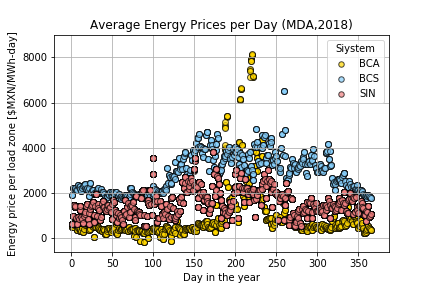 Average Energy Prices per Day (MDA,2018)
Energy price per load zone [$MXN/MWh-day]
8000
6000
4000
2000
0
Siystem
BCA
BCS
SIN
0 50 100 150 200 250 300 350
Day in the year